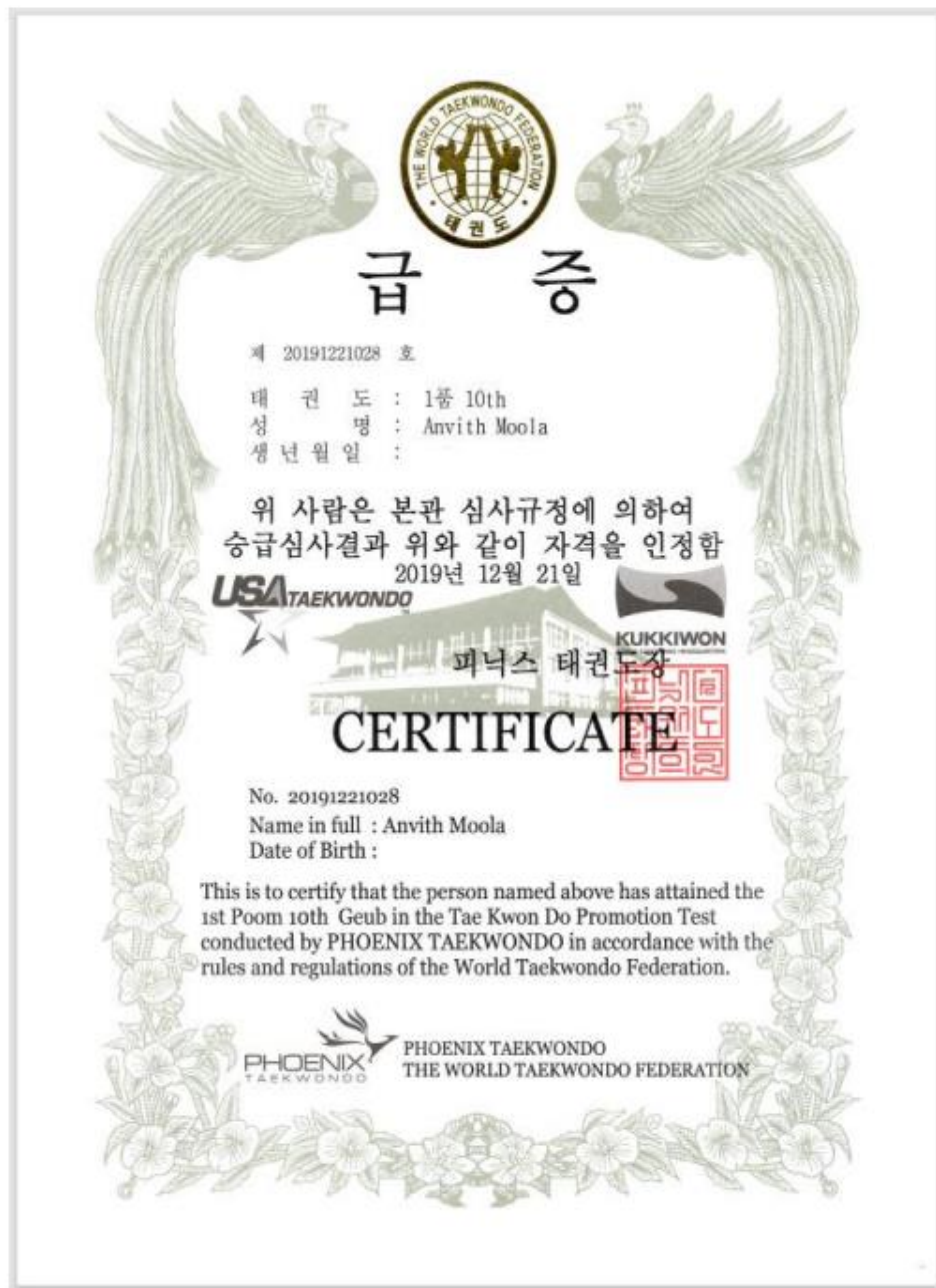 THE WORLD TAEKWONDO FEDERATION
태권도
급 증
제 20191221028 호
태 권 도 : 1품 10th
성 명 : Anvith Moola
생년월일 :
위 사람은 본관 심사규정에 의하여
승급심사결과 위와 같이 자격을 인정함
2019년 12월 21일
USA TAEKWONDO
KUKKIWON
피닉스 태권도장
CERTIFICATE
No. 20191221028
Name in full : Anvith Moola
Date of Birth :
This is to certify that the person named above has attained the
1st Poom 10th Geub in the Tae Kwon Do Promotion Test
conducted by PHOENIX TAEKWONDO in accordance with the
rules and regulations of the World Taekwondo Federation.
PHOENIX
TAEKWONDO
PHOENIX TAEKWONDO
THE WORLD TAEKWONDO FEDERATION